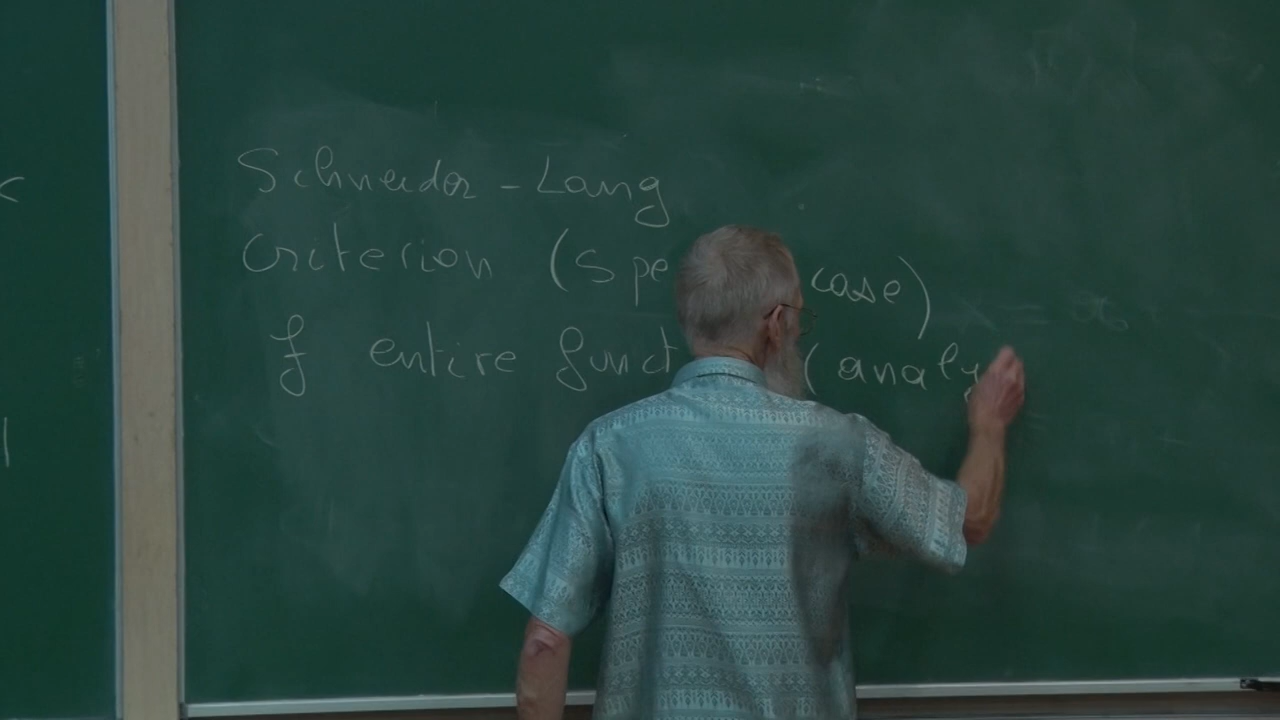 Schneider - Lang
criterion (spe case)
f entire funct (analy